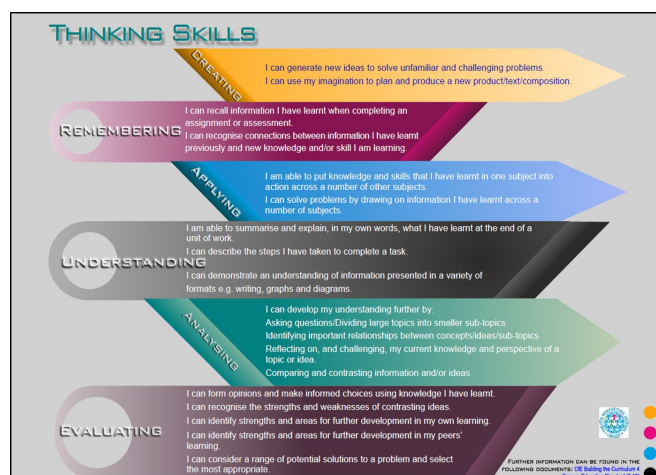 THINKING SKILLS
CREATING
I can generate new ideas to solve unfamiliar and challenging problems.
I can use my imagination to plan and produce a new product/text/composition.
REMEMBERING
I can recall information I have learnt when completing an
assignment or assessment.
I can recognise connections between information I have learnt
previously and new knowledge and/or skill I am learning.
APPLYING
I am able to put knowledge and skills that I have learnt in one subject into
action across a number of other subjects.
I can solve problems by drawing on information I have learnt across a
number of subjects.
UNDERSTANDING
I am able to summarise and explain, in my own words, what I have learnt at the end of a
unit of work.
I can describe the steps I have taken to complete a task.
I can demonstrate an understanding of information presented in a variety of
formats e.g. writing, graphs and diagrams.
ANALYSING
I can develop my understanding further by:
Asking questions/Dividing large topics into smaller sub-topics
Identifying important relationships between concepts/ideas/sub-topics
Reflecting on, and challenging, my current knowledge and perspective of a
topic or idea.
Comparing and contrasting information and/or ideas
EVALUATING
I can form opinions and make informed choices using knowledge I have learnt.
I can recognise the strengths and weaknesses of contrasting ideas.
I can identify strengths and areas for further development in my own learning.
I can identify strengths and areas for further development in my peers'
learning.
I can consider a range of potential solutions to a problem and select
the most appropriate.
FURTHER INFORMATION CAN BE FOUND IN THE
FOLLOWING DOCUMENTS: CfE Building the Curriculum 4